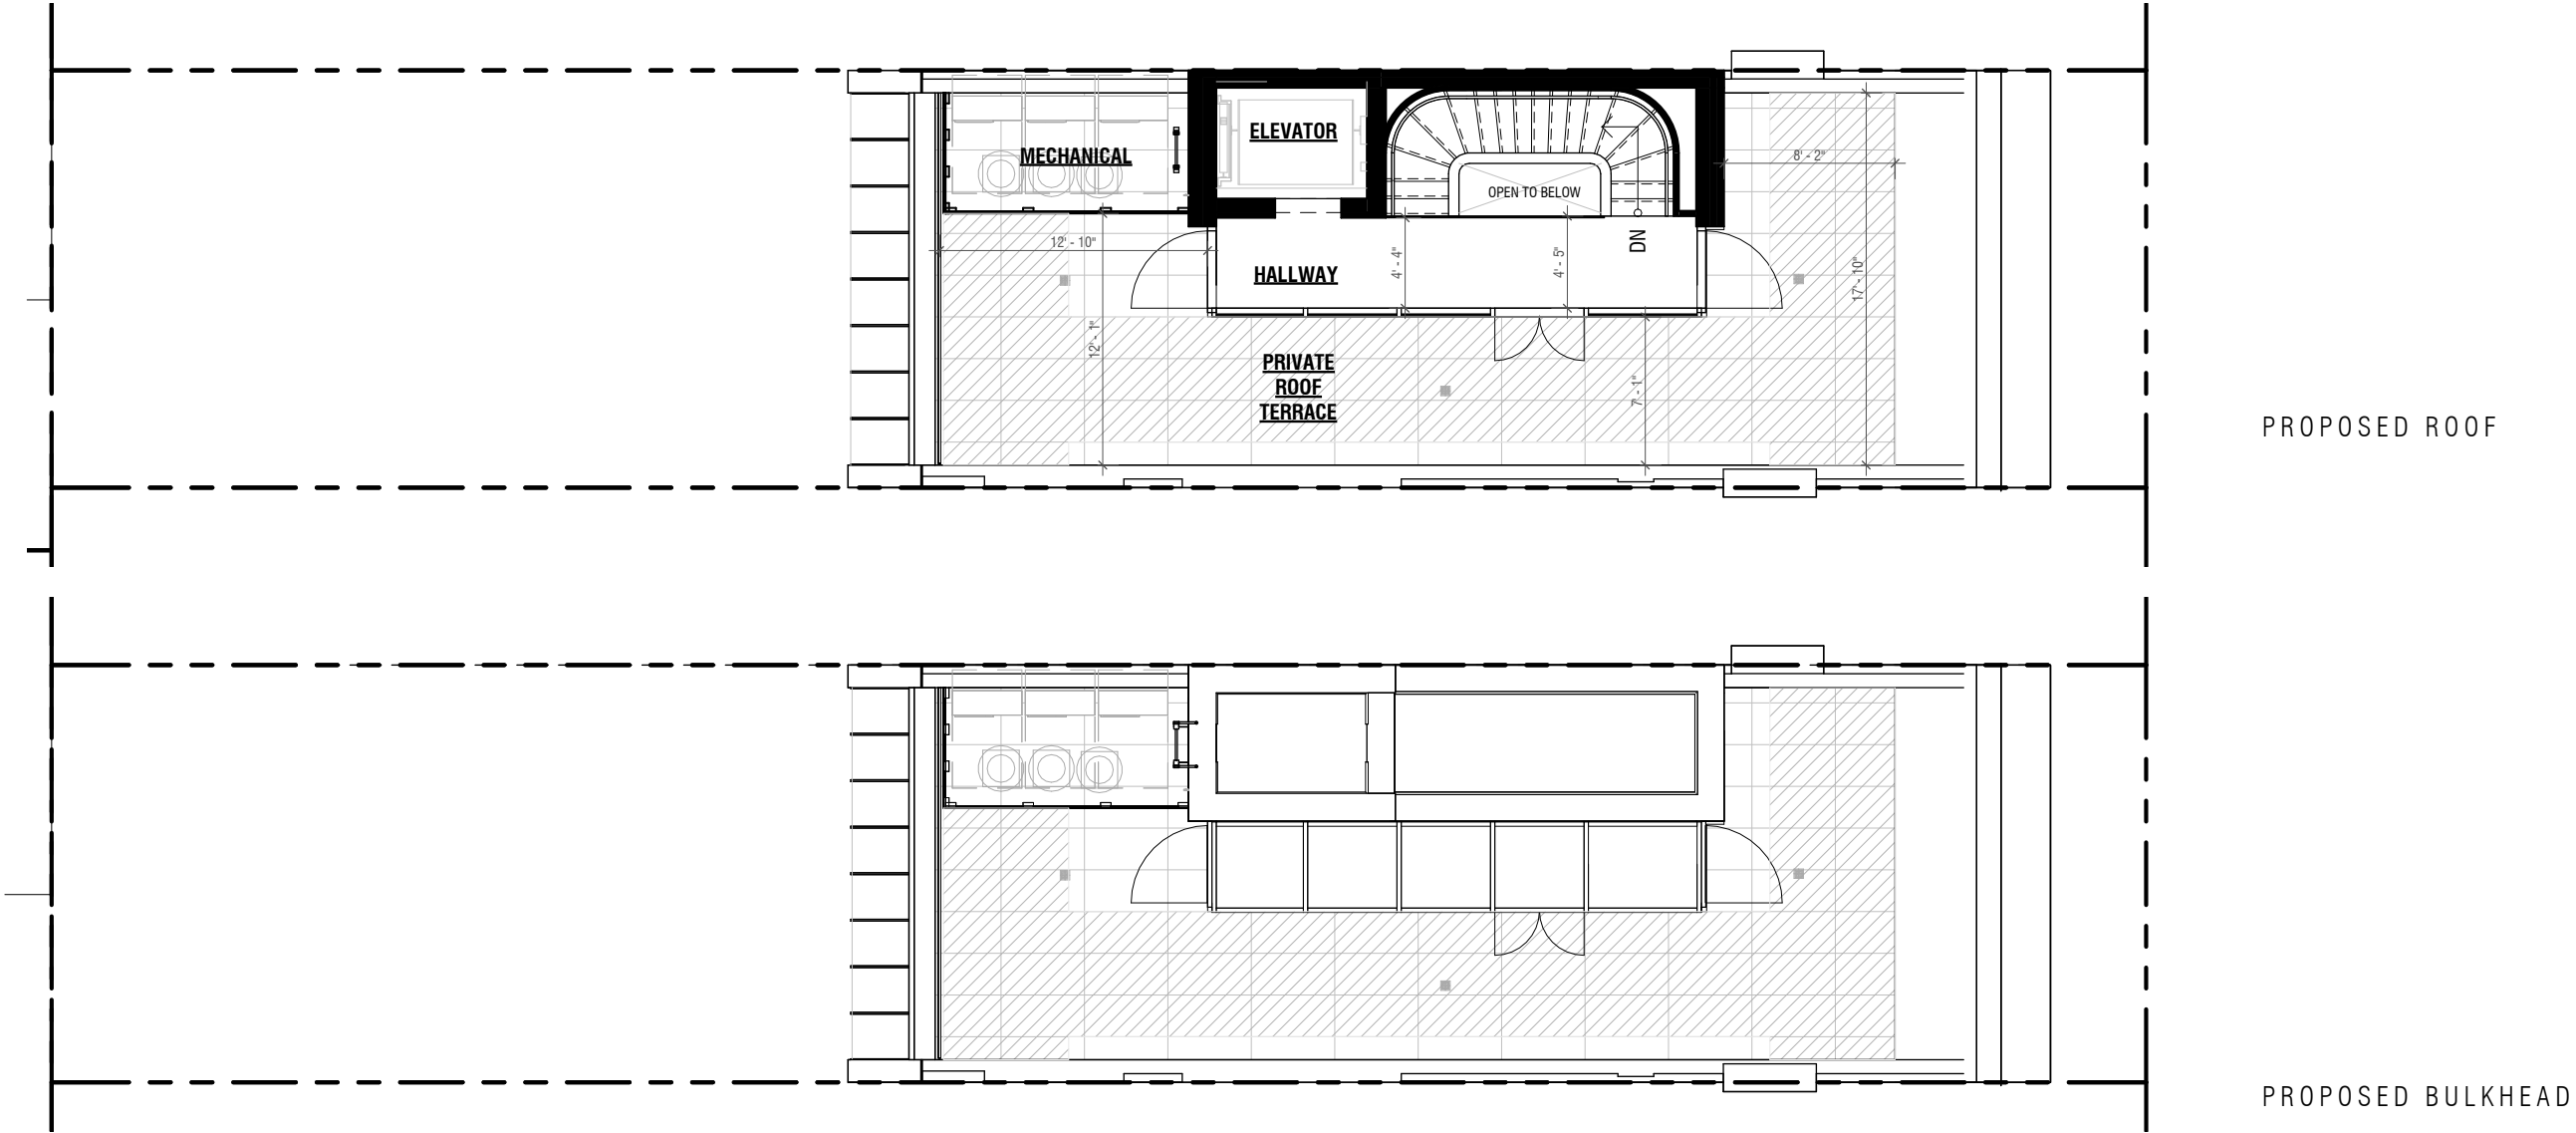 ELEVATOR
MECHANICAL
8' - 2"
OPEN TO BELOW
12' - 10"
HALLWAY
4' - 4"
4' - 5"
DN
17' - 10"
12' - 1"
PRIVATE
ROOF
TERRACE
7' - 1"
PROPOSED ROOF
PROPOSED BULKHEAD